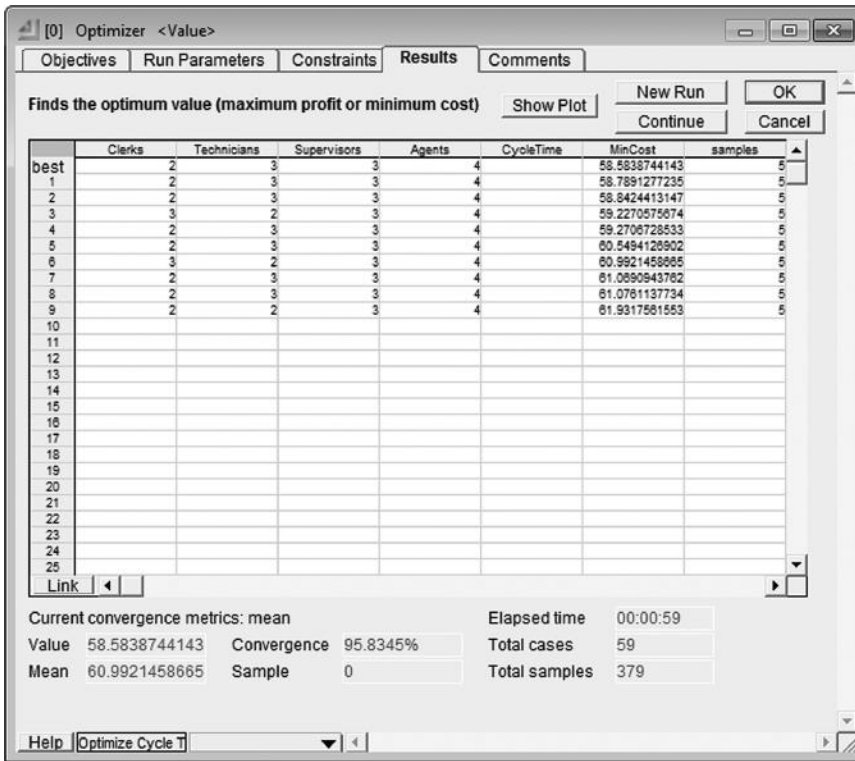 [0] Optimizer <Value>
Objectives Run Parameters Constraints Results Comments
Finds the optimum value (maximum profit or minimum cost) Show Plot New Run OK
Continue Cancel
Clerks Technicians Supervisors Agents CycleTime MinCost samples
best 2 3 3 4 58.5838744143 5
1 2 3 3 4 58.7891277235 5
2 2 3 3 4 58.8424413147 5
3 3 2 3 4 59.2270575674 5
4 2 3 3 4 59.2706728533 5
5 2 3 3 4 60.5494126902 5
6 3 2 3 4 60.9921458665 5
7 2 3 3 4 61.0690943762 5
8 2 3 3 4 61.0761137734 5
9 2 2 3 4 61.9317561553 5
10
11
12
13
14
15
16
17
18
19
20
21
22
23
24
25
Link
Current convergence metrics: mean Elapsed time 00:00:59
Value 58.5838744143 Convergence 95.8345% Total cases 59
Mean 60.9921458665 Sample 0 Total samples 379
Help Optimize Cycle T